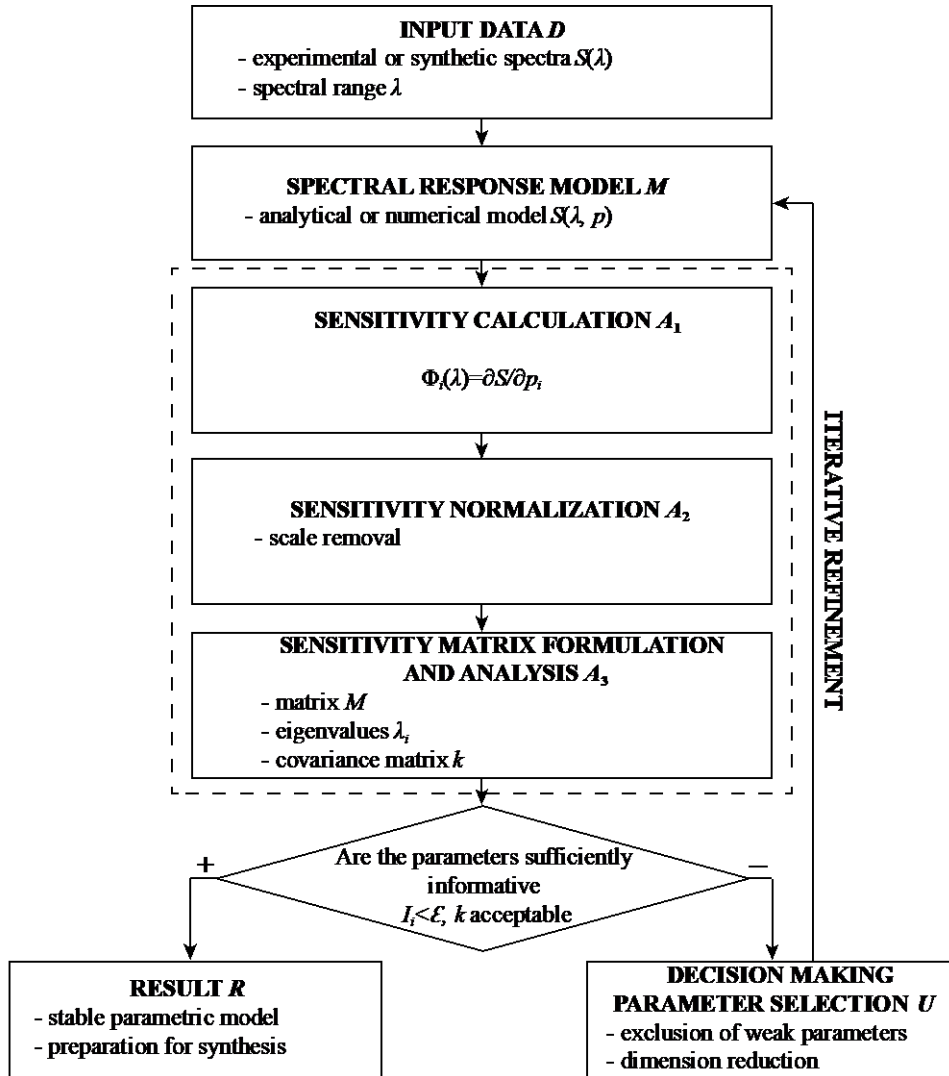 INPUT DATA D
- experimental or synthetic spectra S(λ)
- spectral range λ
SPECTRAL RESPONSE MODEL M
- analytical or numerical model S(λ, p)
SENSITIVITY CALCULATION A₁
Φᵢ(λ)=∂S/∂pᵢ
SENSITIVITY NORMALIZATION A₂
- scale removal
SENSITIVITY MATRIX FORMULATION
AND ANALYSIS A₃
- matrix M
- eigenvalues λᵢ
- covariance matrix k
ITERATIVE REFINEMENT
+
Are the parameters sufficiently
informative
Iᵢ<ℰ, k acceptable
–
RESULT R
- stable parametric model
- preparation for synthesis
DECISION MAKING
PARAMETER SELECTION U
- exclusion of weak parameters
- dimension reduction